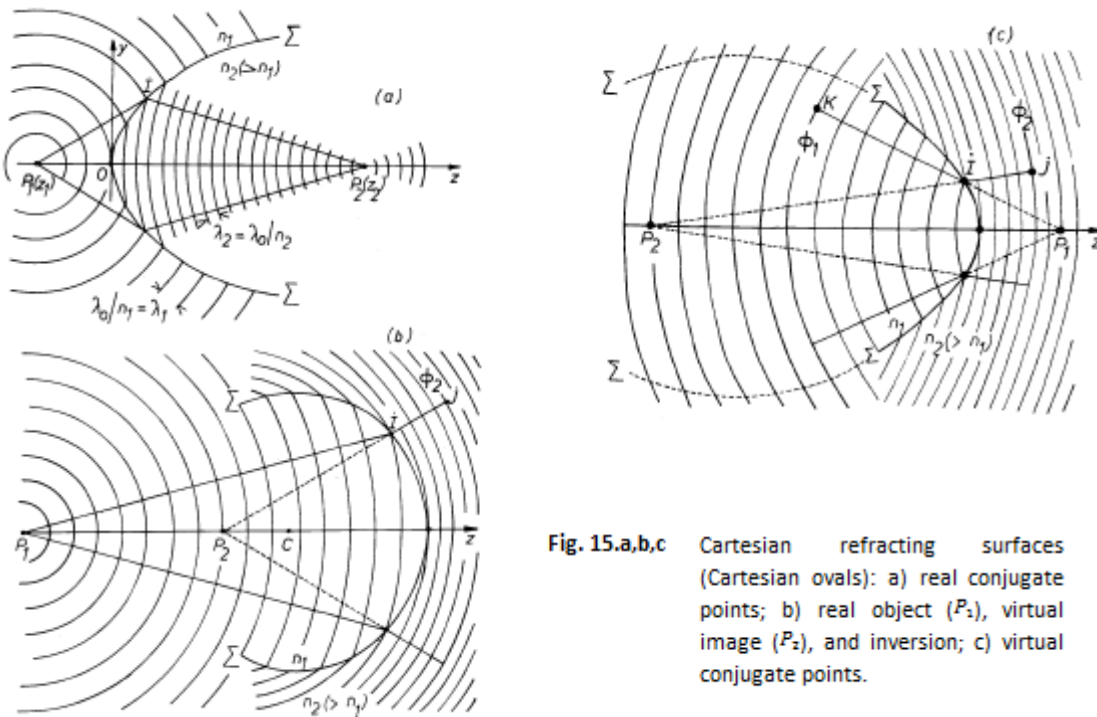 y
n₁
Σ
n₂(>n₁)
İ
(a)
O
P₁(z₁)
P₂(z₂)
z
λ₂ = λ₀/n₂
λ₀/n₁ = λ₁
Σ
(c)
Σ
Σ
K
ϕ₁
ϕ₂
İ
j
P₂
P₁
z
n₁
Σ
n₂(>n₁)
Σ
(b)
ϕ₂
j
Σ
İ
P₁
P₂
C
z
Σ
n₁
n₂(>n₁)
Fig. 15.a,b,c Cartesian refracting surfaces
(Cartesian ovals): a) real conjugate
points; b) real object (P₁), virtual
image (P₂), and inversion; c) virtual
conjugate points.